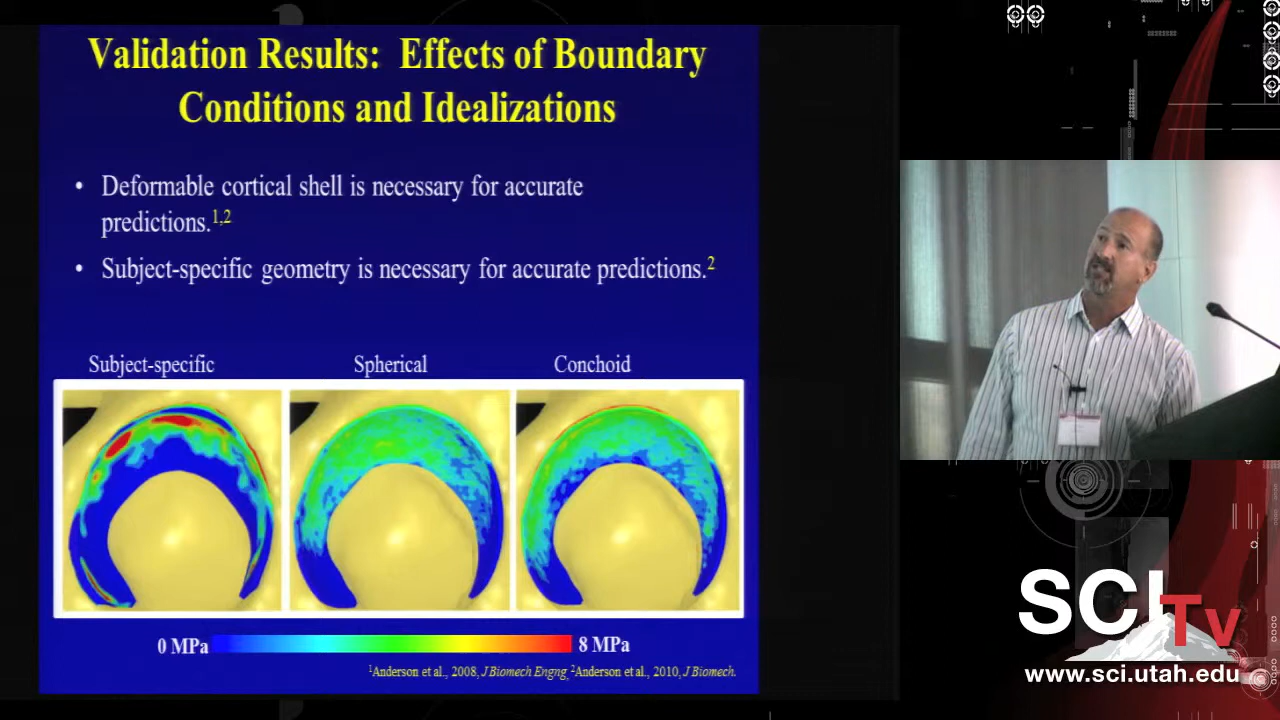 Validation Results:  Effects of Boundary
Conditions and Idealizations
• Deformable cortical shell is necessary for accurate
predictions.1,2
• Subject-specific geometry is necessary for accurate predictions.2
Subject-specific
Spherical
Conchoid
0 MPa
8 MPa
1Anderson et al., 2008, J Biomech Engng, 2Anderson et al., 2010, J Biomech.
SCI
TV
www.sci.utah.edu